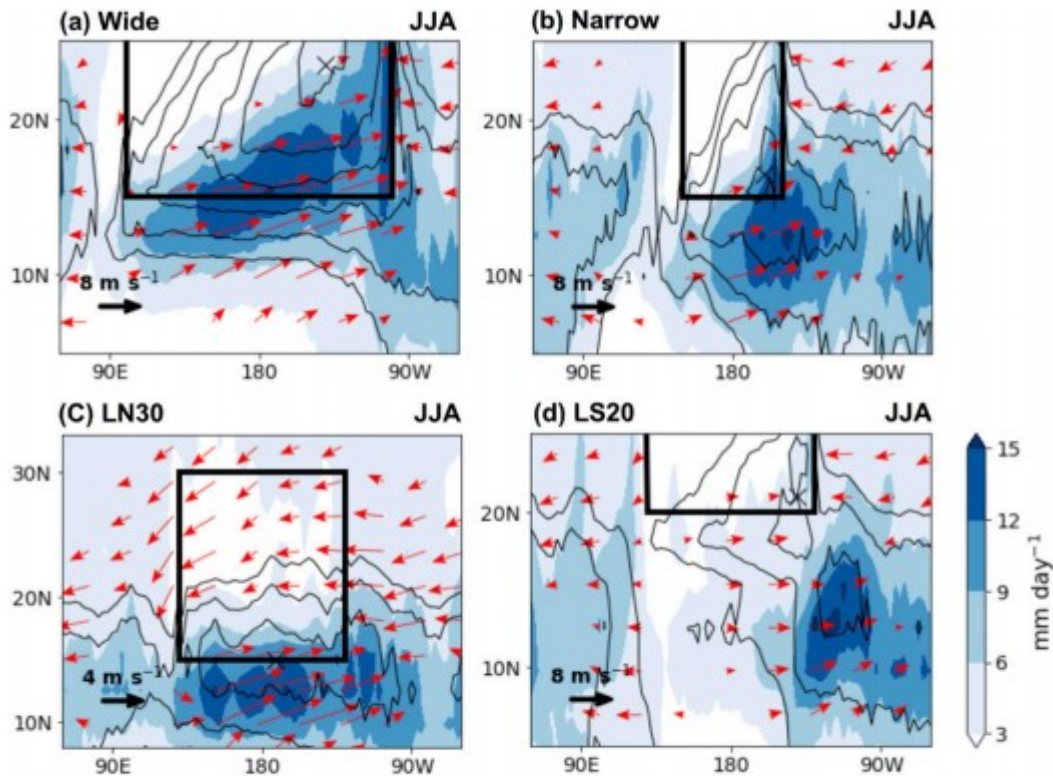 (a) Wide JJA
(b) Narrow JJA
20N
10N
8 m s⁻¹
90E 180 90W
20N
10N
8 m s⁻¹
90E 180 90W
(C) LN30 JJA
(d) LS20 JJA
30N
20N
10N
4 m s⁻¹
90E 180 90W
20N
10N
8 m s⁻¹
90E 180 90W
15
12
9
6
3
mm day⁻¹